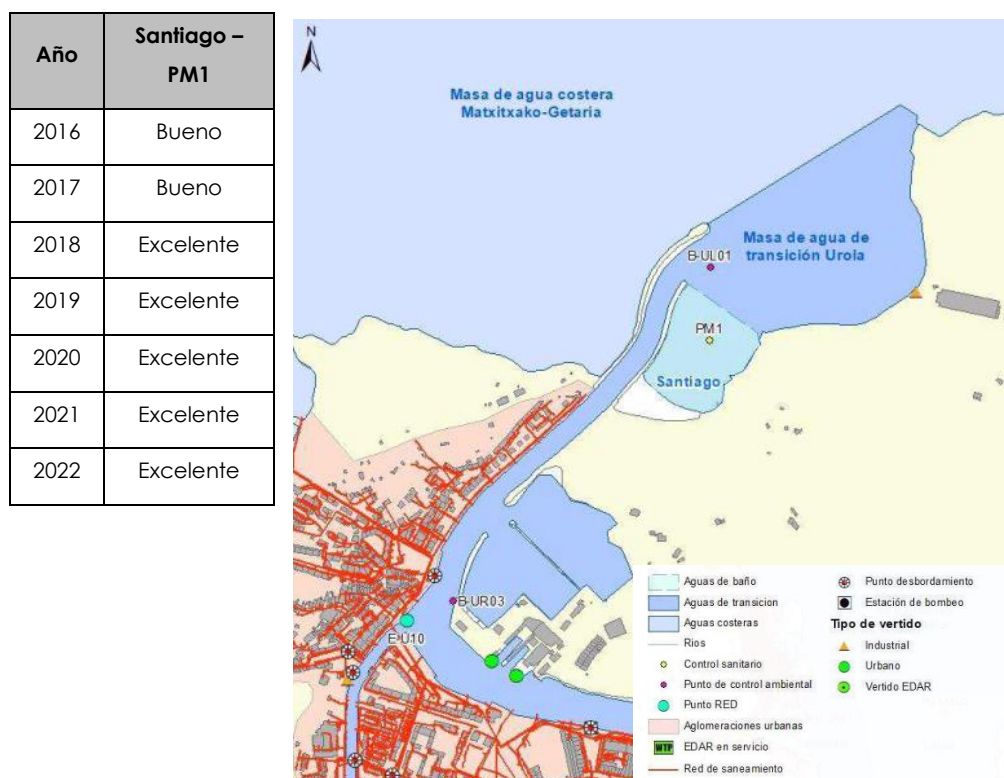 Año
Santiago –
PM1
2016
Bueno
2017
Bueno
2018
Excelente
2019
Excelente
2020
Excelente
2021
Excelente
2022
Excelente
N
Masa de agua costera
Matxitxako-Getaria
Masa de agua de
transición Urola
B-UL01
PM1
Santiago
B-UR03
E-U10
Aguas de baño
Aguas de transicion
Aguas costeras
Rios
Control sanitario
Punto de control ambiental
Punto RED
Aglomeraciones urbanas
WTP EDAR en servicio
Red de saneamiento
Punto desbordamiento
Estación de bombeo
Tipo de vertido
Industrial
Urbano
Vertido EDAR